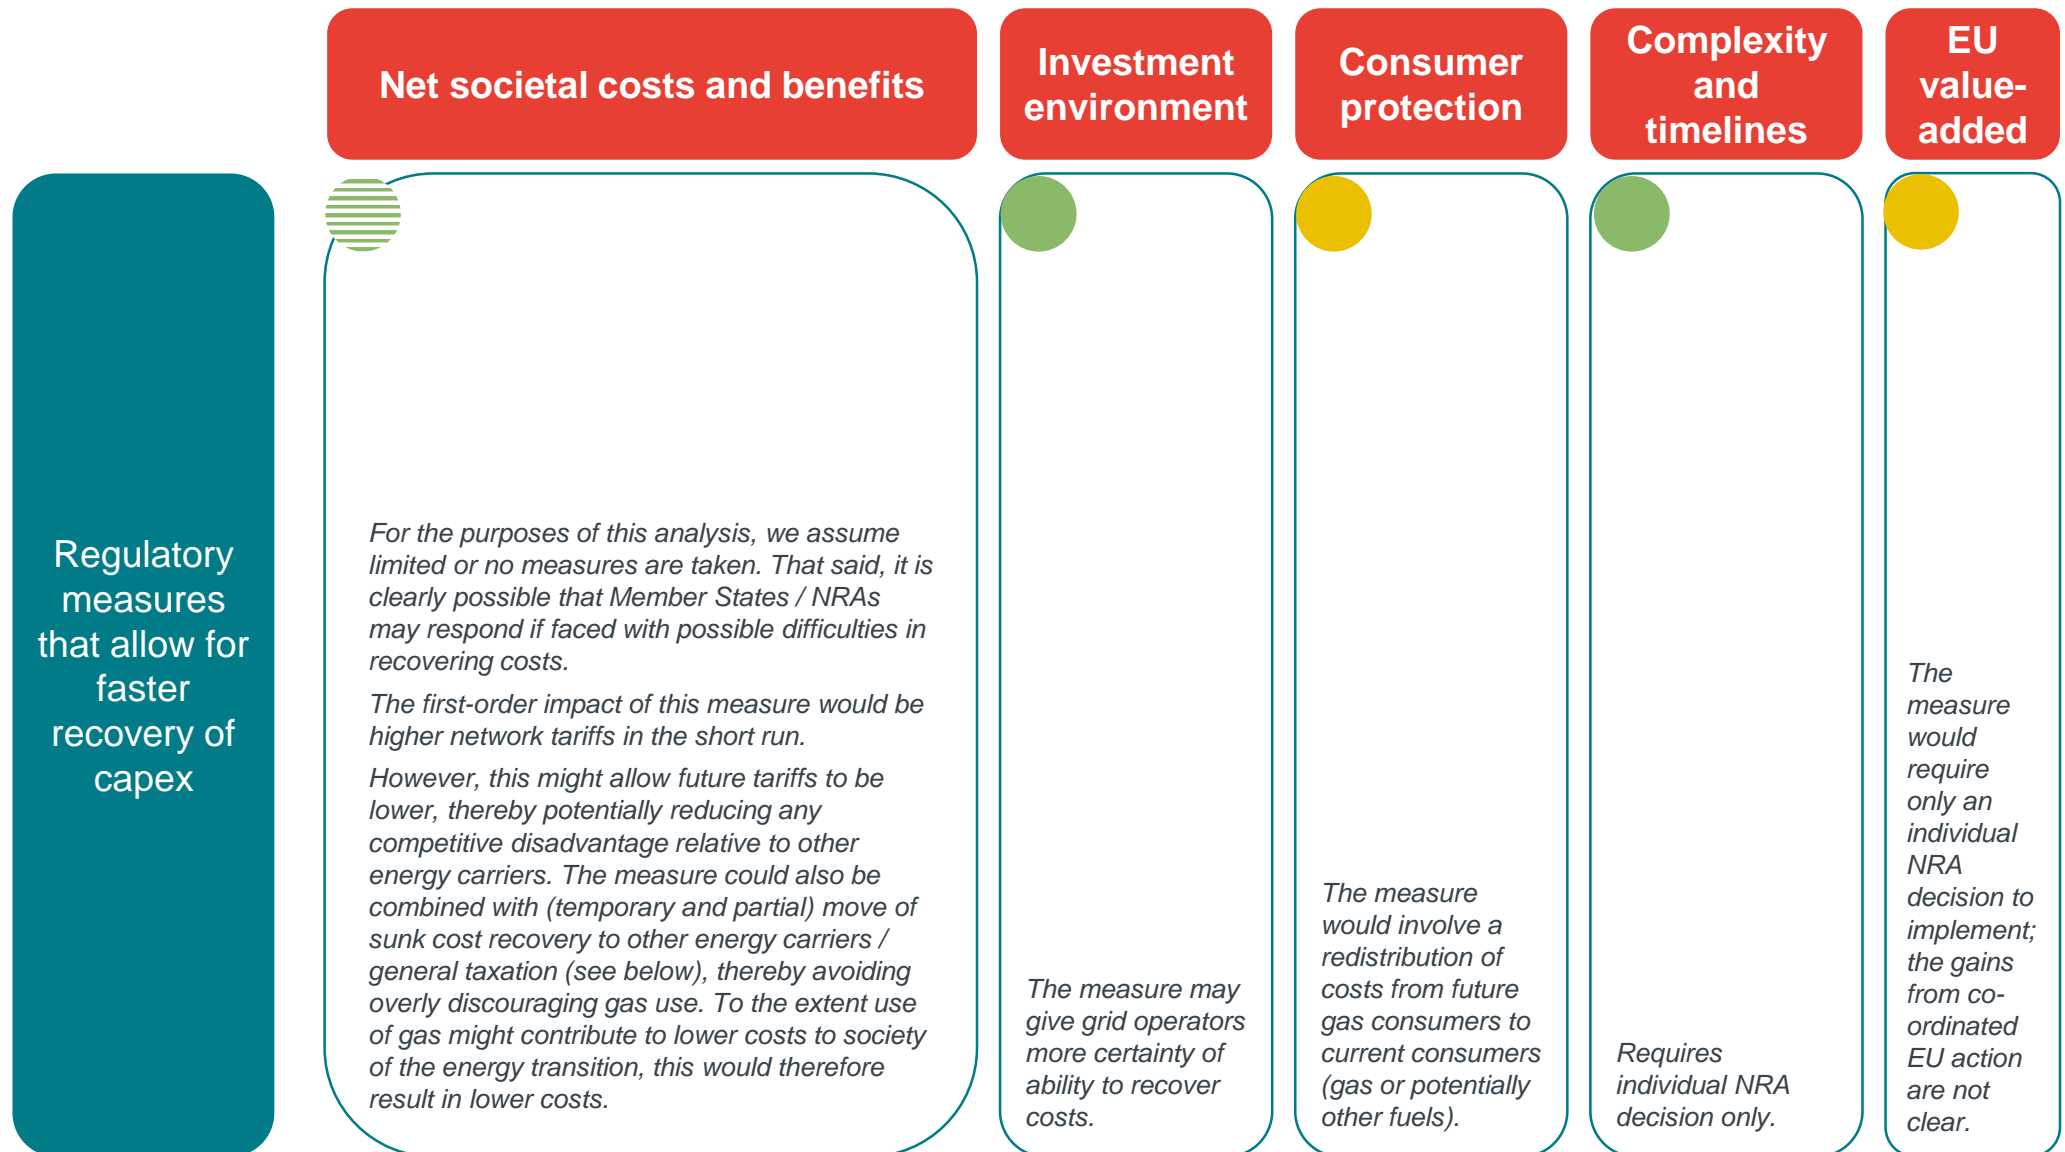 Net societal costs and benefits
Investment
environment
Consumer
protection
Complexity
and
timelines
EU
value-
added
Regulatory
measures
that allow for
faster
recovery of
capex
For the purposes of this analysis, we assume
limited or no measures are taken. That said, it is
clearly possible that Member States / NRAs
may respond if faced with possible difficulties in
recovering costs.
The first-order impact of this measure would be
higher network tariffs in the short run.
However, this might allow future tariffs to be
lower, thereby potentially reducing any
competitive disadvantage relative to other
energy carriers. The measure could also be
combined with (temporary and partial) move of
sunk cost recovery to other energy carriers /
general taxation (see below), thereby avoiding
overly discouraging gas use. To the extent use
of gas might contribute to lower costs to society
of the energy transition, this would therefore
result in lower costs.
The measure may
give grid operators
more certainty of
ability to recover
costs.
The measure
would involve a
redistribution of
costs from future
gas consumers to
current consumers
(gas or potentially
other fuels).
Requires
individual NRA
decision only.
The
measure
would
require
only an
individual
NRA
decision to
implement;
the gains
from co-
ordinated
EU action
are not
clear.